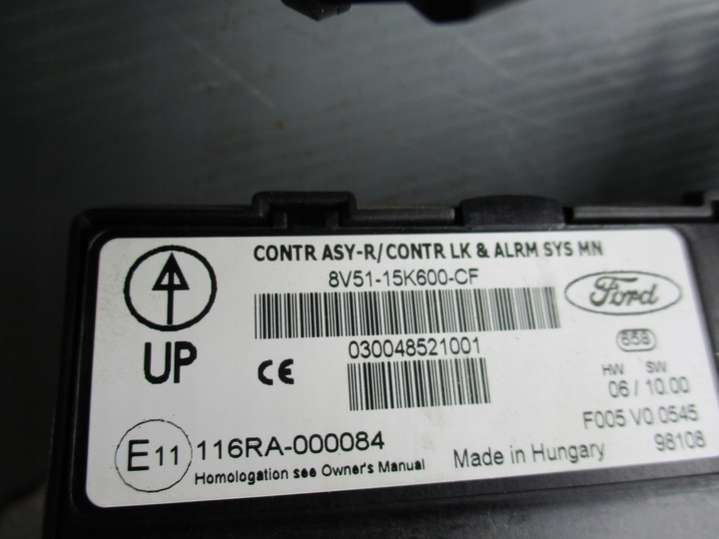 CONTR ASY-R/CONTR LK & ALRM SYS MN
8V51-15K600-CF
Ford
UP
CE
030048521001
858
HW SW
06 / 10.00
E11
116RA-000084
F005 V0 0545
Homologation see Owner's Manual
Made in Hungary
98108